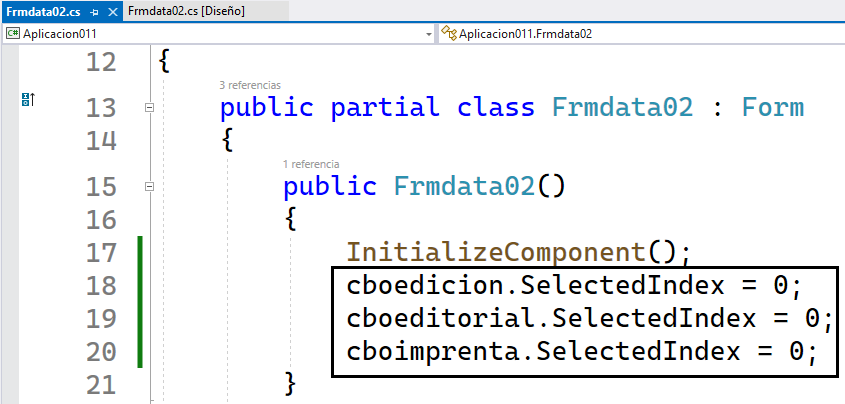 Frmdata02.cs
Frmdata02.cs [Diseño]
Aplicacion011
Aplicacion011.Frmdata02
12 {
3 referencias
13 public partial class Frmdata02 : Form
14 {
1 referencia
15 public Frmdata02()
16 {
17 InitializeComponent();
18 cboedicion.SelectedIndex = 0;
19 cboeditorial.SelectedIndex = 0;
20 cboimprenta.SelectedIndex = 0;
21 }